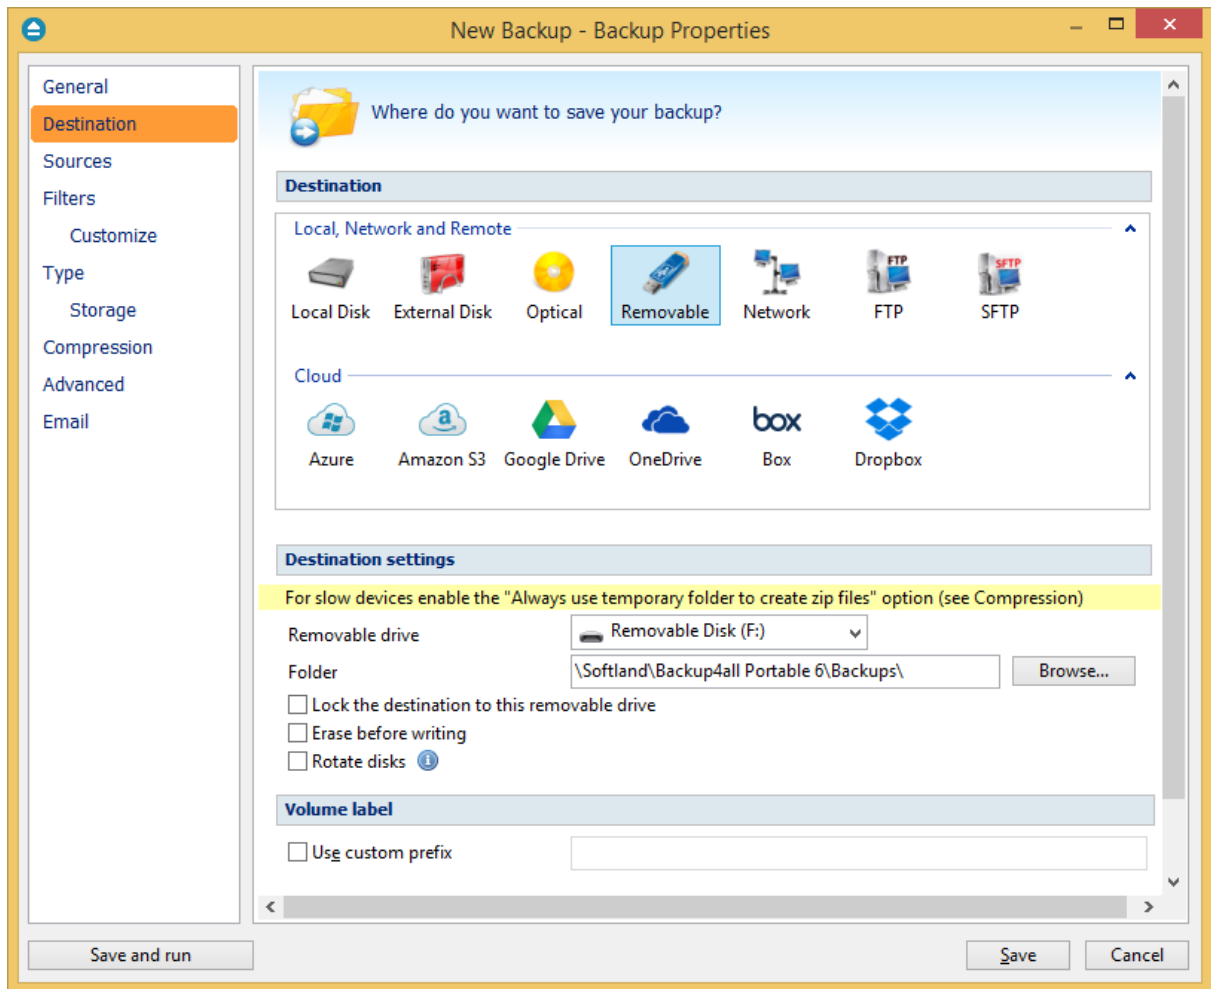 New Backup - Backup Properties
General
Destination
Sources
Filters
Customize
Type
Storage
Compression
Advanced
Email
Where do you want to save your backup?
Destination
Local, Network and Remote
FTP SFTP
Local Disk External Disk Optical Removable Network FTP SFTP
Cloud
a box
Azure Amazon S3 Google Drive OneDrive Box Dropbox
Destination settings
For slow devices enable the "Always use temporary folder to create zip files" option (see Compression)
Removable drive Removable Disk (F:)
Folder \Softland\Backup4all Portable 6\Backups\ Browse...
Lock the destination to this removable drive
Erase before writing
Rotate disks i
Volume label
Use custom prefix
Save and run Save Cancel